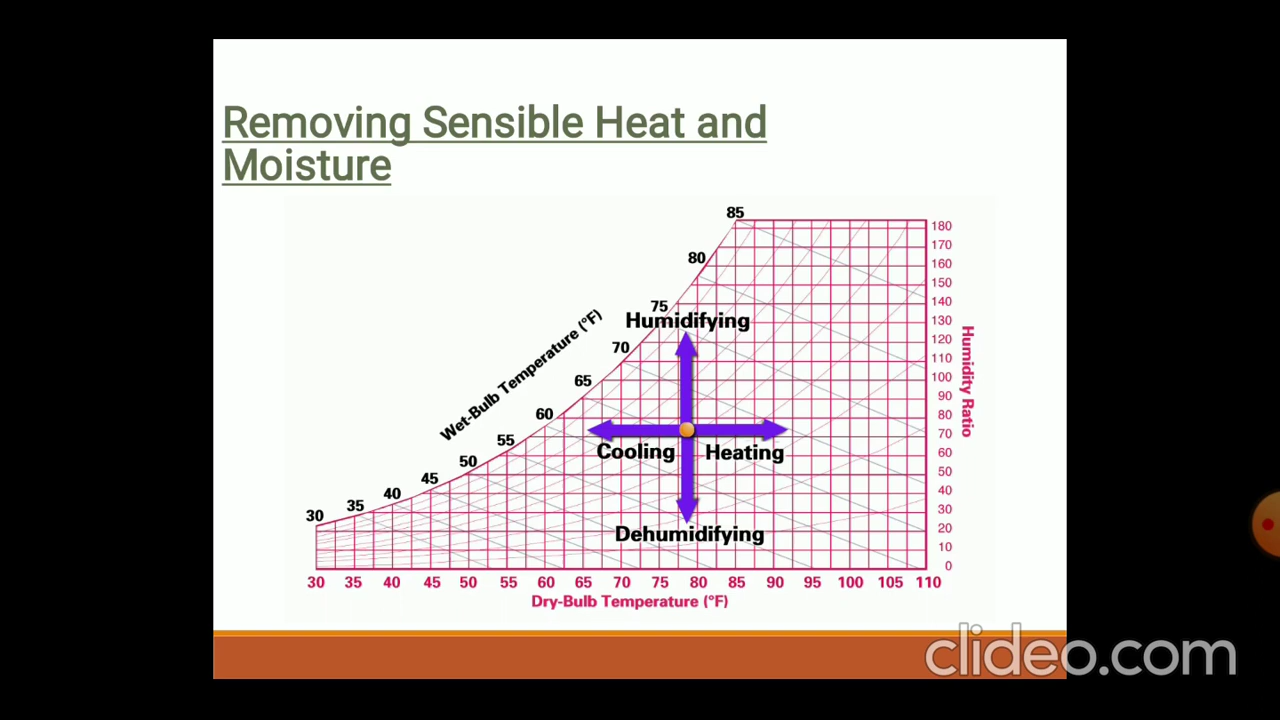 Removing Sensible Heat and
Moisture
85
80
75
70
65
60
55
50
45
40
35
30
Wet-Bulb Temperature (°F)
Humidifying
Cooling
Heating
Dehumidifying
180
170
160
150
140
130
120
110
100
90
80
70
60
50
40
30
20
10
0
Humidity Ratio
30 35 40 45 50 55 60 65 70 75 80 85 90 95 100 105 110
Dry-Bulb Temperature (°F)
clideo.com